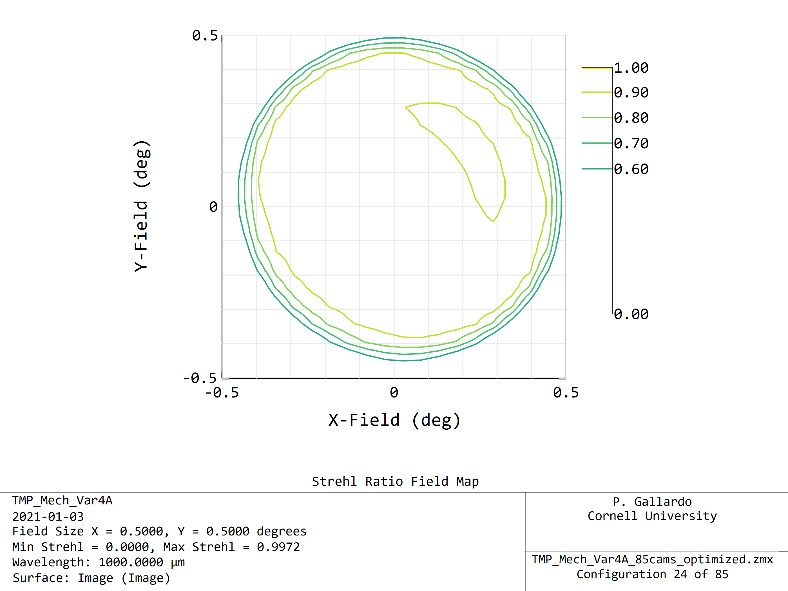 0.5
0
-0.5
-0.5
0
0.5
Y-Field (deg)
X-Field (deg)
1.00
0.90
0.80
0.70
0.60
0.00
Strehl Ratio Field Map
TMP_Mech_Var4A
2021-01-03
Field Size X = 0.5000, Y = 0.5000 degrees
Min Strehl = 0.0000, Max Strehl = 0.9972
Wavelength: 1000.0000 µm
Surface: Image (Image)
P. Gallardo
Cornell University
TMP_Mech_Var4A_85cams_optimized.zmx
Configuration 24 of 85